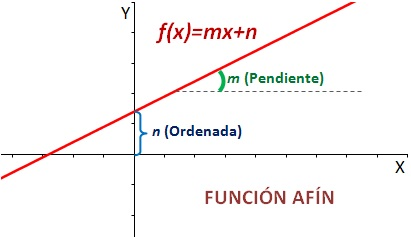 Y
f(x)=mx+n
m (Pendiente)
n (Ordenada)
X
FUNCIÓN AFÍN